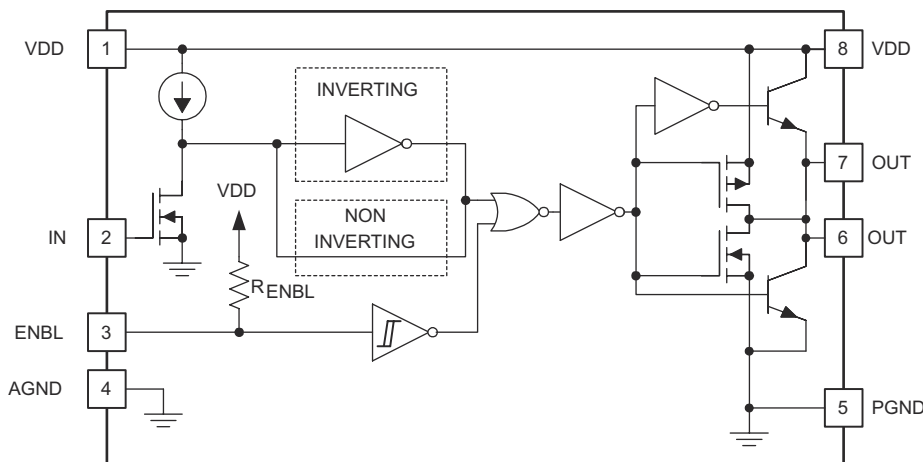 VDD 1
8 VDD
INVERTING
VDD
7 OUT
NON
INVERTING
IN 2
6 OUT
RENBL
ENBL 3
AGND 4
5 PGND